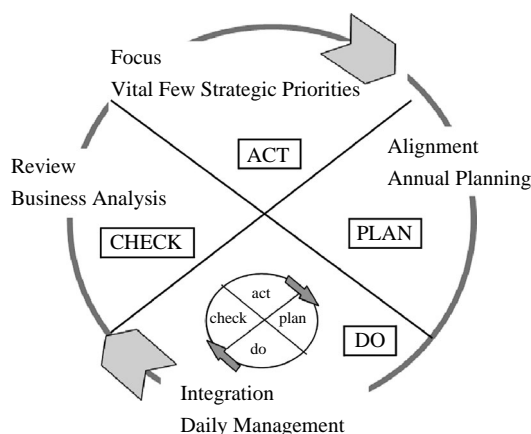 Focus
Vital Few Strategic Priorities
ACT
Alignment
Annual Planning
Review
Business Analysis
PLAN
CHECK
act
check
plan
do
DO
Integration
Daily Management